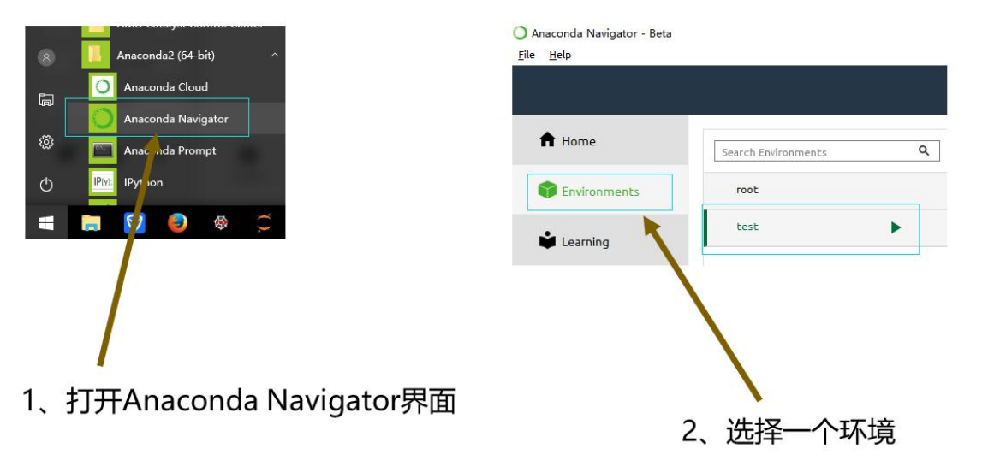 AMD Catalyst Control Center
Anaconda2 (64-bit)
Anaconda Cloud
Anaconda Navigator
Anaconda Prompt
IPython
1、打开Anaconda Navigator界面
Anaconda Navigator - Beta
File Help
Home
Environments
Learning
Search Environments
root
test
2、选择一个环境